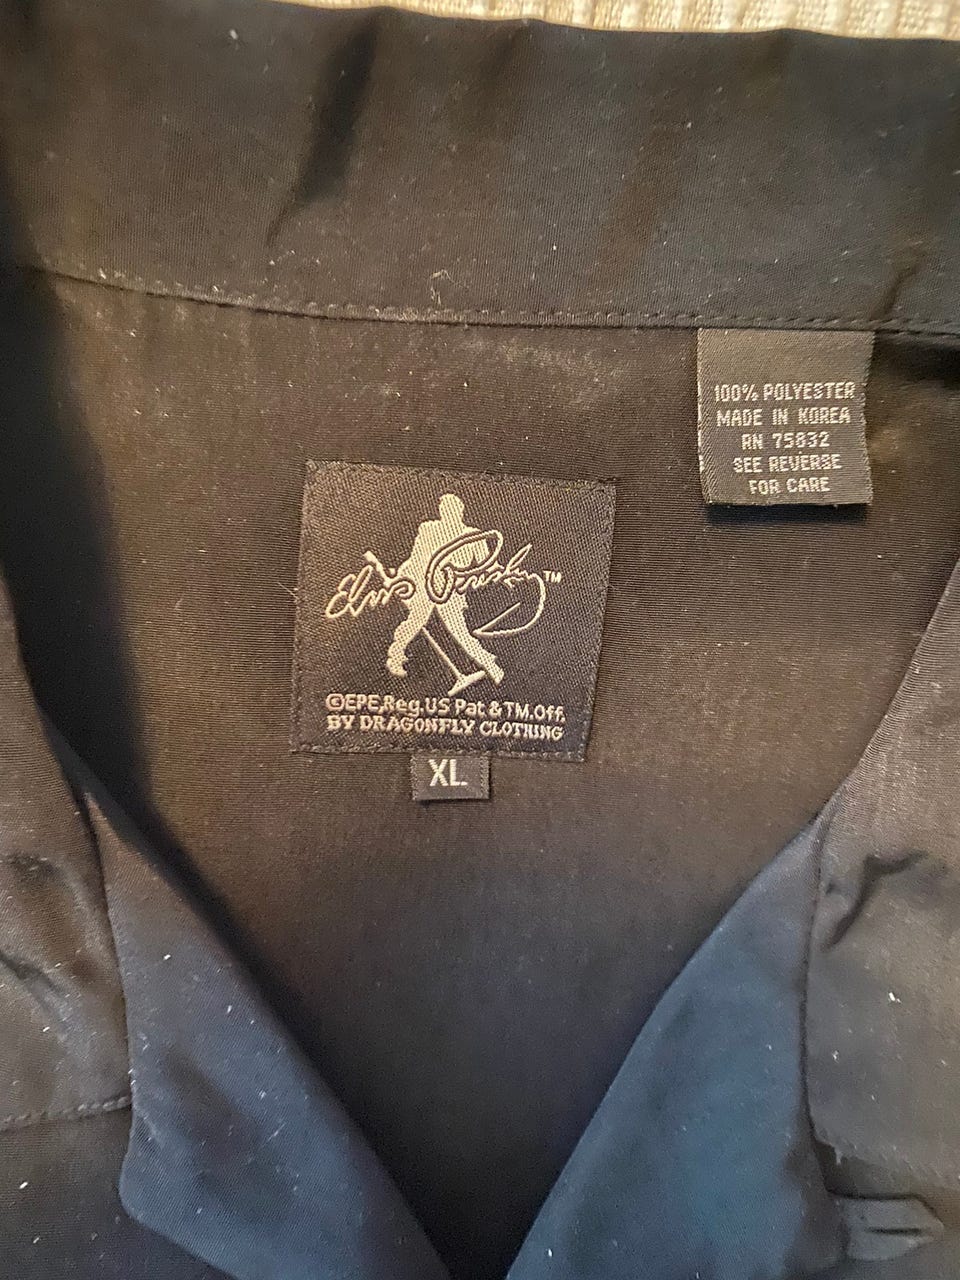 Elvis Presley™
©EPE,Reg.US Pat & TM.Off.
BY DRAGONFLY CLOTHING
XL
100% POLYESTER
MADE IN KOREA
RN 75832
SEE REVERSE
FOR CARE